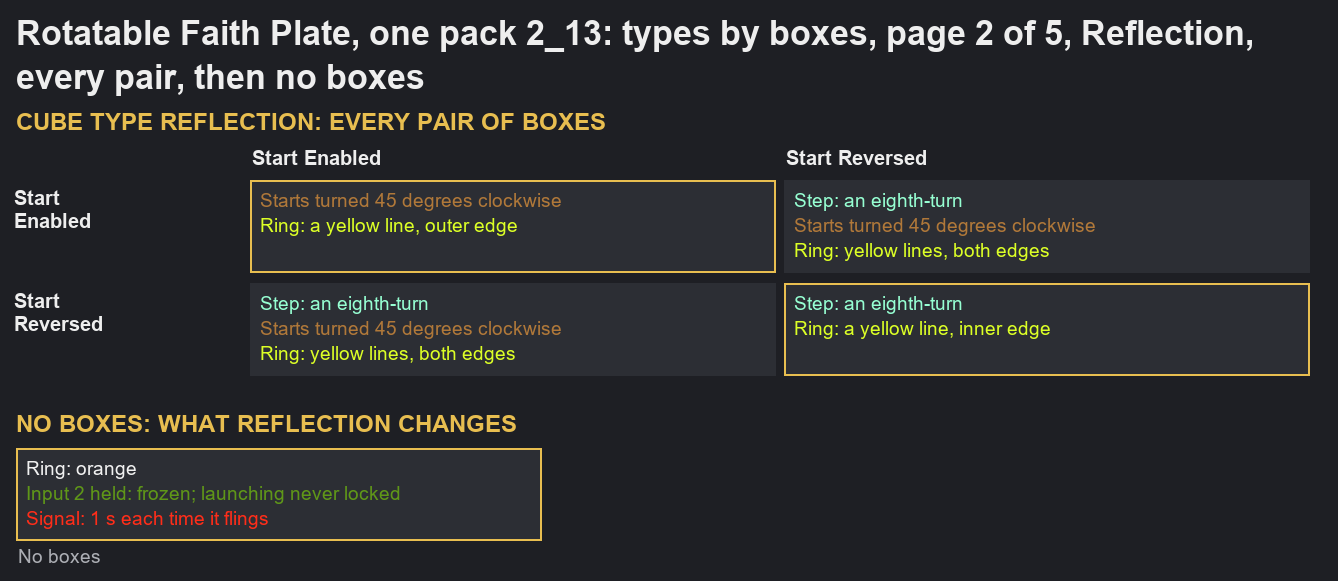 Rotatable Faith Plate, one pack 2_13: types by boxes, page 2 of 5, Reflection,
every pair, then no boxes
CUBE TYPE REFLECTION: EVERY PAIR OF BOXES
Start Enabled
Start Reversed
Start
Enabled
Starts turned 45 degrees clockwise
Ring: a yellow line, outer edge
Step: an eighth-turn
Starts turned 45 degrees clockwise
Ring: yellow lines, both edges
Start
Reversed
Step: an eighth-turn
Starts turned 45 degrees clockwise
Ring: yellow lines, both edges
Step: an eighth-turn
Ring: a yellow line, inner edge
NO BOXES: WHAT REFLECTION CHANGES
Ring: orange
Input 2 held: frozen; launching never locked
Signal: 1 s each time it flings
No boxes